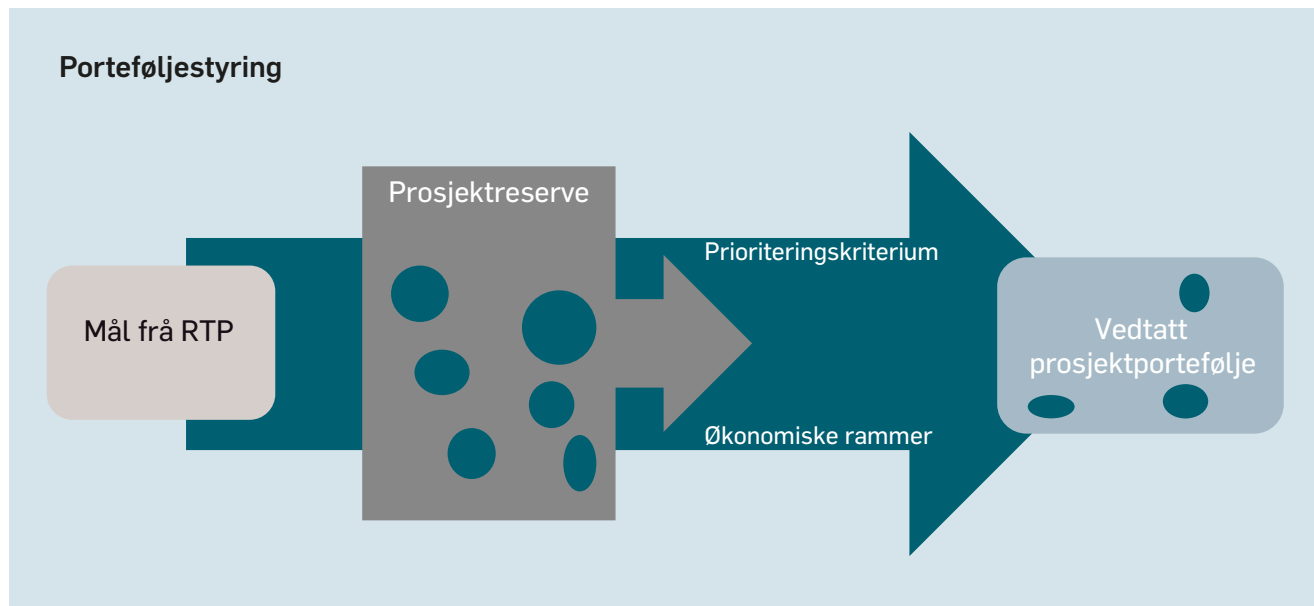 Porteføljestyring
Prosjektreserve
Prioriteringskriterium
Mål frå RTP
Vedtatt
prosjektportefølje
Økonomiske rammer